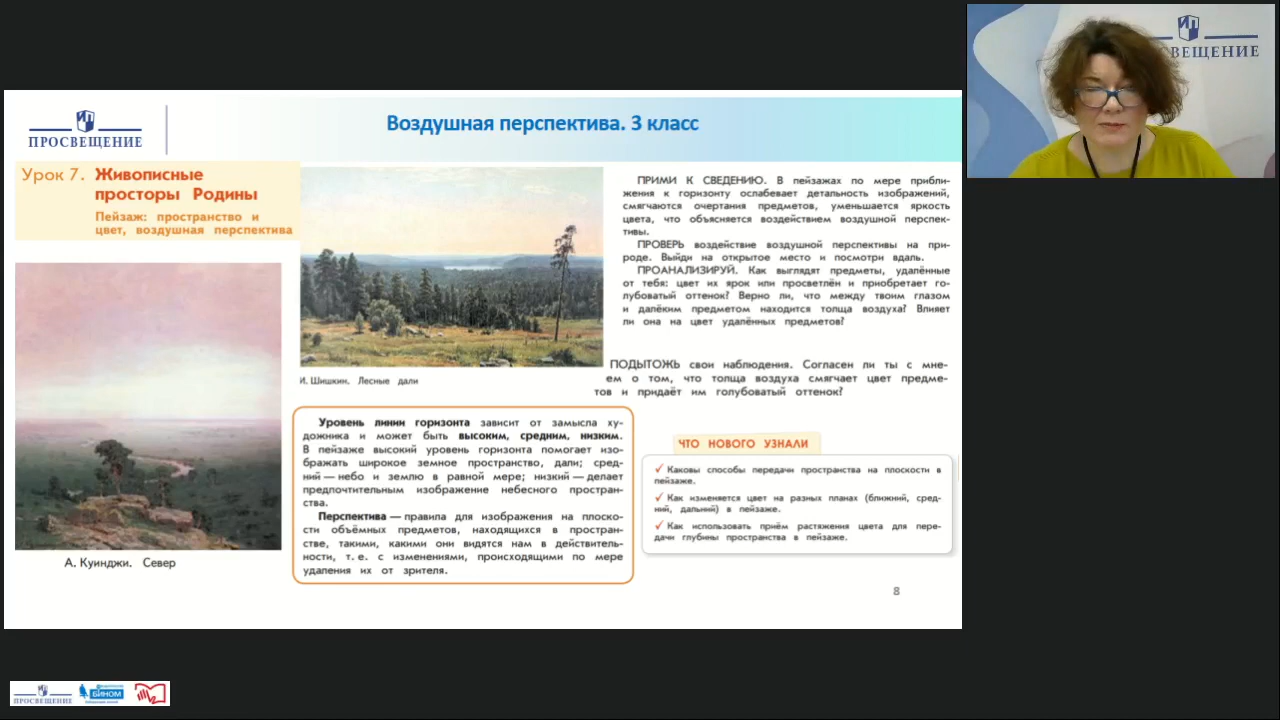 ПРОСВЕЩЕНИЕ
Воздушная перспектива. 3 класс
Урок 7. Живописные
просторы Родины
Пейзаж: пространство и
цвет, воздушная перспектива
А. Куинджи. Север
И. Шишкин. Лесные дали
Уровень линии горизонта зависит от замысла ху-
дожника и может быть высоким, средним, низким.
В пейзаже высокий уровень горизонта помогает изо-
бражать широкое земное пространство, дали; сред-
ний — небо и землю в равной мере; низкий — делает
предпочтительным изображение небесного простран-
ства.
Перспектива — правила для изображения на плоско-
сти объёмных предметов, находящихся в простран-
стве, такими, какими они видятся нам в действитель-
ности, т. е. с изменениями, происходящими по мере
удаления их от зрителя.
ПРИМИ К СВЕДЕНИЮ. В пейзажах по мере прибли-
жения к горизонту ослабевает детальность изображений,
смягчаются очертания предметов, уменьшается яркость
цвета, что объясняется воздействием воздушной перспек-
тивы.
ПРОВЕРЬ воздействие воздушной перспективы на при-
роде. Выйди на открытое место и посмотри вдаль.
ПРОАНАЛИЗИРУЙ. Как выглядят предметы, удалённые
от тебя: цвет их ярок или просветлён и приобретает го-
лубоватый оттенок? Верно ли, что между твоим глазом
и далёким предметом находится толща воздуха? Влияет
ли она на цвет удалённых предметов?
ПОДЫТОЖЬ свои наблюдения. Согласен ли ты с мне-
ем о том, что толща воздуха смягчает цвет предме-
тов и придаёт им голубоватый оттенок?
ЧТО НОВОГО УЗНАЛИ
✓ Каковы способы передачи пространства на плоскости в
пейзаже.
✓ Как изменяется цвет на разных планах (ближний, сред-
ний, дальний) в пейзаже.
✓ Как использовать приём растяжения цвета для пере-
дачи глубины пространства в пейзаже.
8
СВЕЩЕНИЕ
ПРОСВЕЩЕНИЕ
БИНОМ